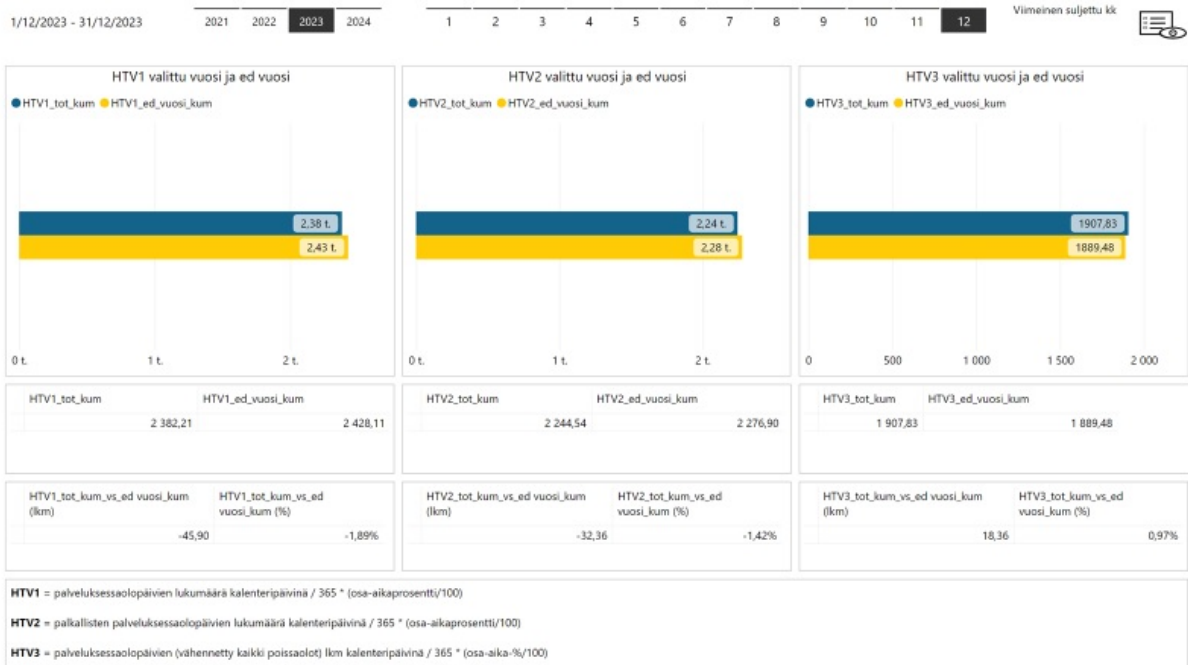 1/12/2023 - 31/12/2023
2021 2022 2023 2024
1 2 3 4 5 6 7 8 9 10 11 12
Viimeinen suljettu kk
HTV1 valittu vuosi ja ed vuosi
HTV1_tot_kum HTV1_ed_vuosi_kum
2,38 t.
2,43 t.
0 t. 1 t. 2 t.
HTV2 valittu vuosi ja ed vuosi
HTV2_tot_kum HTV2_ed_vuosi_kum
2,24 t.
2,28 t.
0 t. 1 t. 2 t.
HTV3 valittu vuosi ja ed vuosi
HTV3_tot_kum HTV3_ed_vuosi_kum
1907,83
1889,48
0 500 1 000 1 500 2 000
HTV1_tot_kum HTV1_ed_vuosi_kum
2 382,21 2 428,11
HTV2_tot_kum HTV2_ed_vuosi_kum
2 244,54 2 276,90
HTV3_tot_kum HTV3_ed_vuosi_kum
1 907,83 1 889,48
HTV1_tot_kum_vs_ed vuosi_kum HTV1_tot_kum_vs_ed
(lkm) vuosi_kum (%)
-45,90 -1,89%
HTV2_tot_kum_vs_ed vuosi_kum HTV2_tot_kum_vs_ed
(lkm) vuosi_kum (%)
-32,36 -1,42%
HTV3_tot_kum_vs_ed vuosi_kum HTV3_tot_kum_vs_ed
(lkm) vuosi_kum (%)
18,36 0,97%
HTV1 = palveluksessaolopäivien lukumäärä kalenteripäivinä / 365 * (osa-aikaprosentti/100)
HTV2 = palkallisten palveluksessaolopäivien lukumäärä kalenteripäivinä / 365 * (osa-aikaprosentti/100)
HTV3 = palveluksessaolopäivien (vähennetty kaikki poissaolot) lkm kalenteripäivinä / 365 * (osa-aika-%/100)